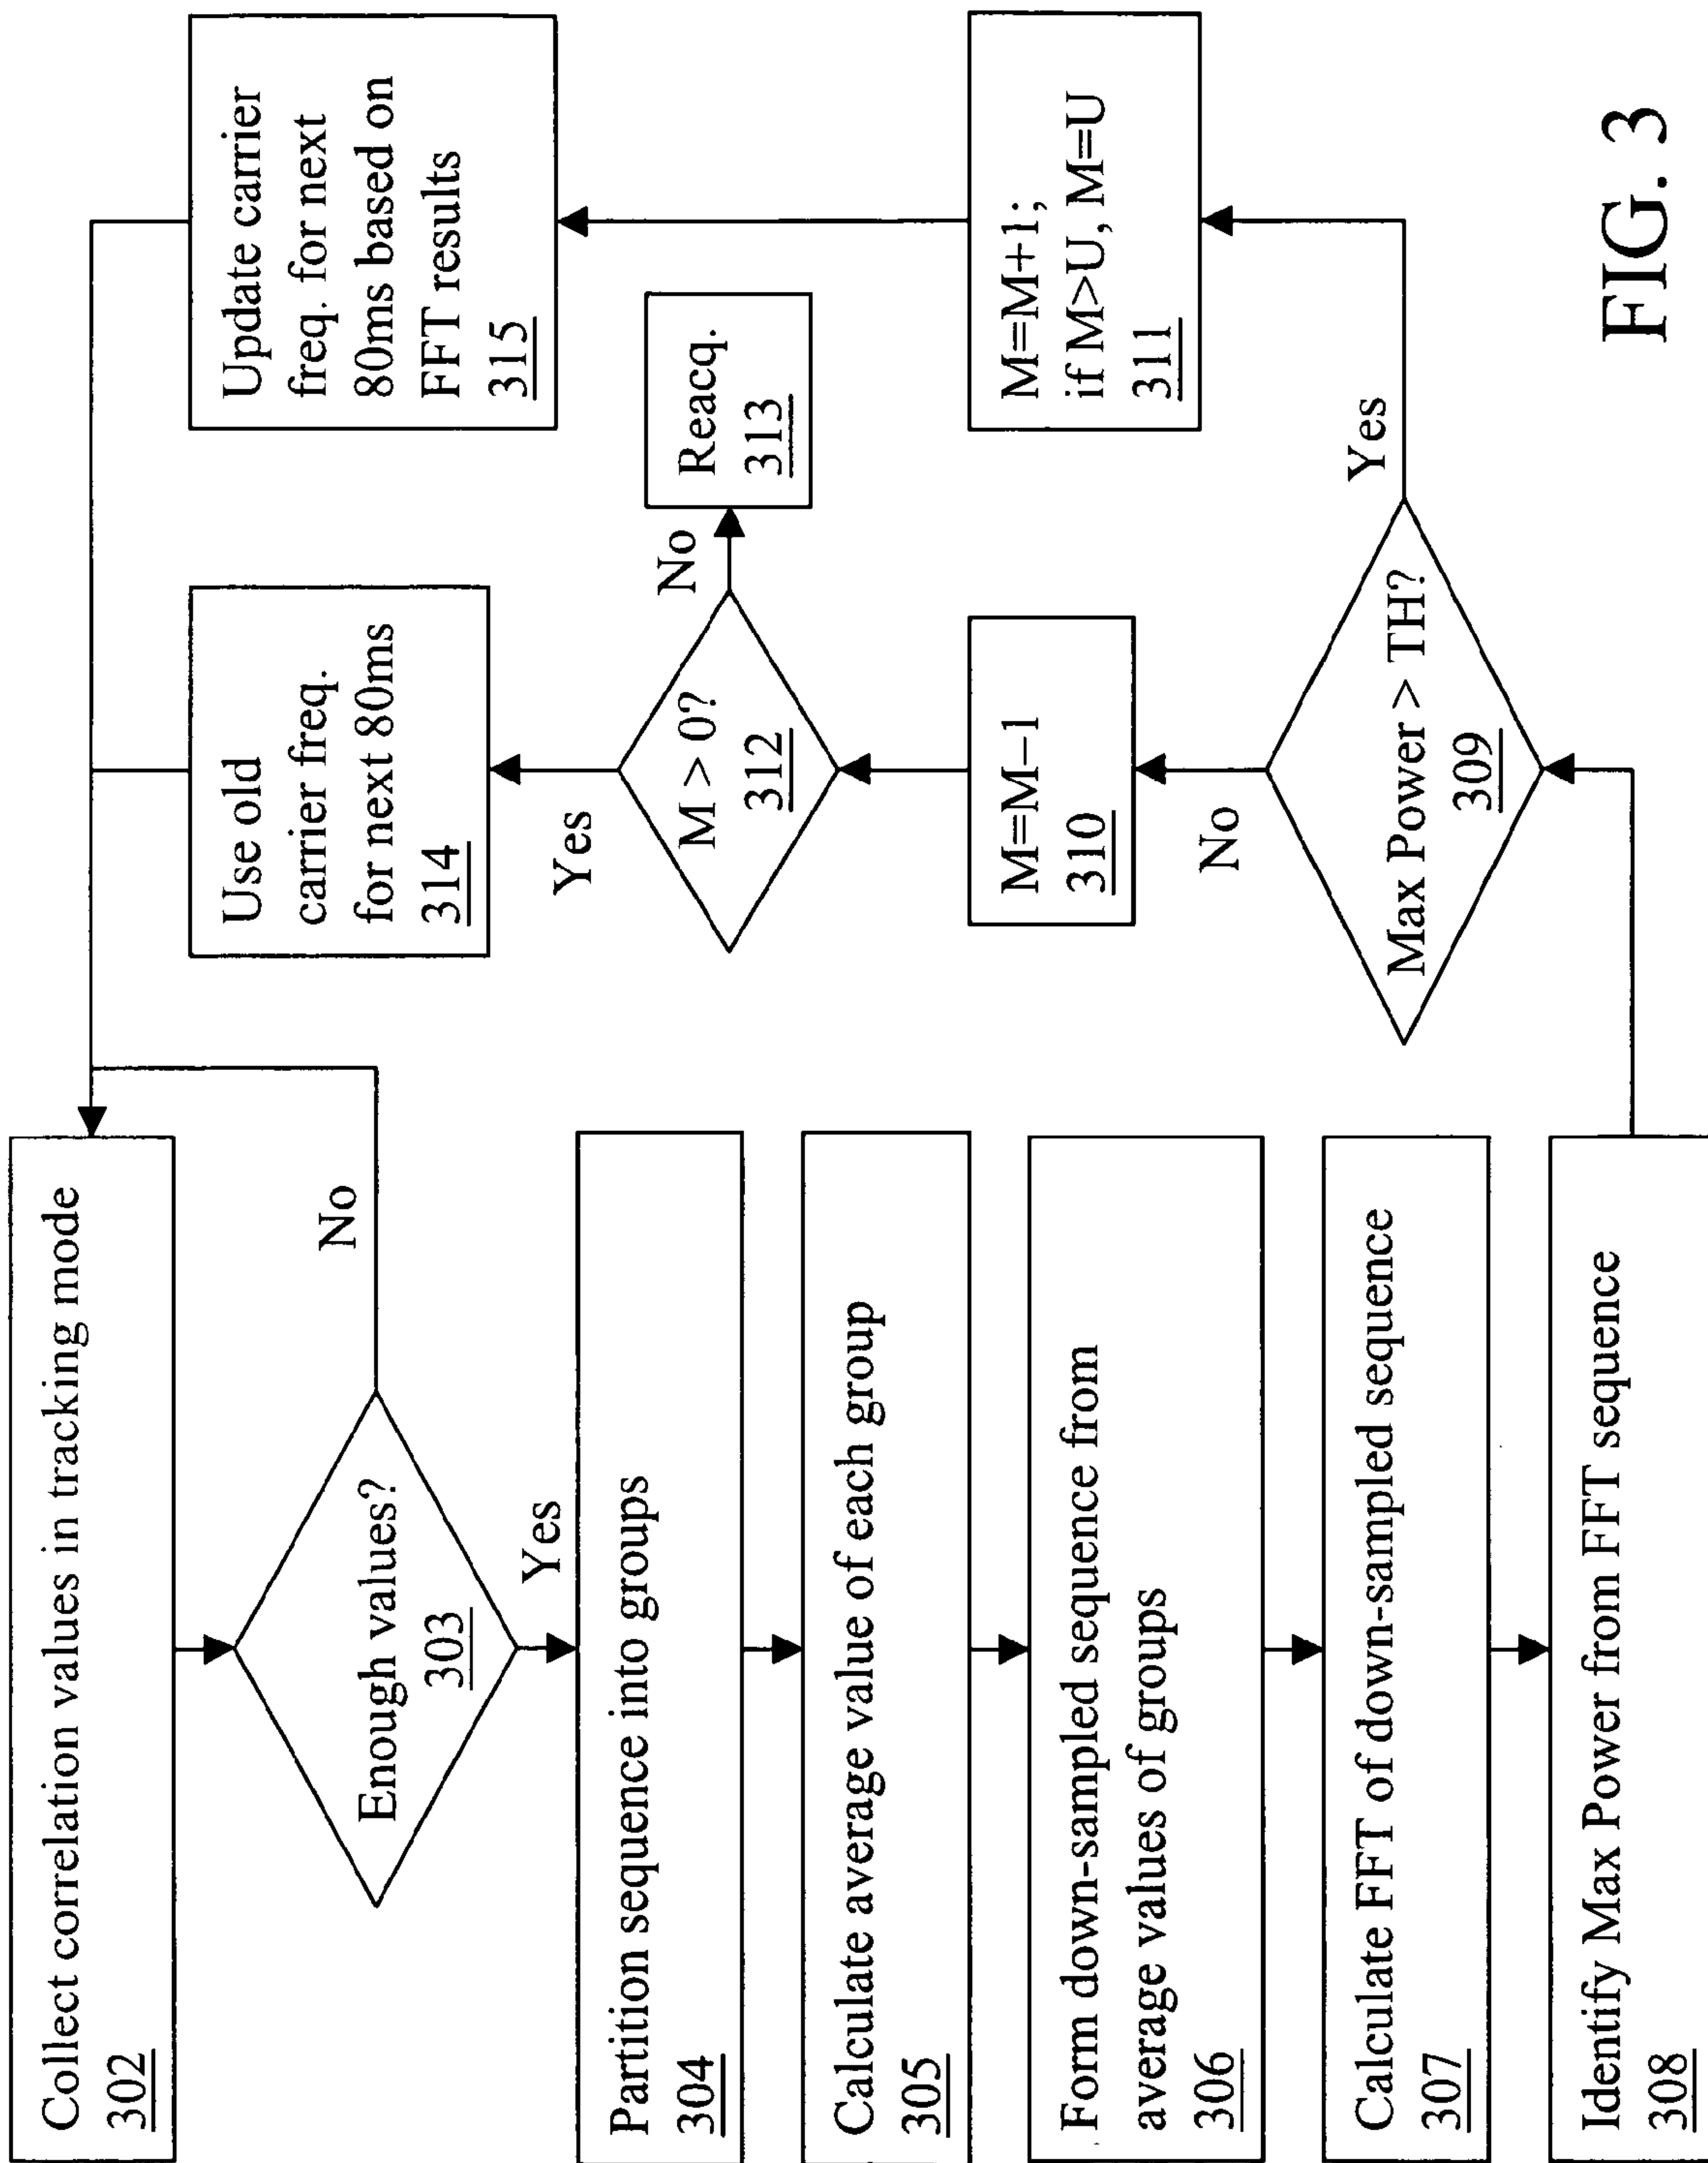 Collect correlation values in tracking mode
302
Enough values?
303
No
Yes
Partition sequence into groups
304
Calculate average value of each group
305
Form down-sampled sequence from
average values of groups
306
Calculate FFT of down-sampled sequence
307
Identify Max Power from FFT sequence
308
Use old
carrier freq.
for next 80ms
314
Yes
M > 0?
312
No
Reacq.
313
M=M−1
310
No
Max Power > TH?
309
Yes
Update carrier
freq. for next
80ms based on
FFT results
315
M=M+1;
if M>U, M=U
311
FIG. 3